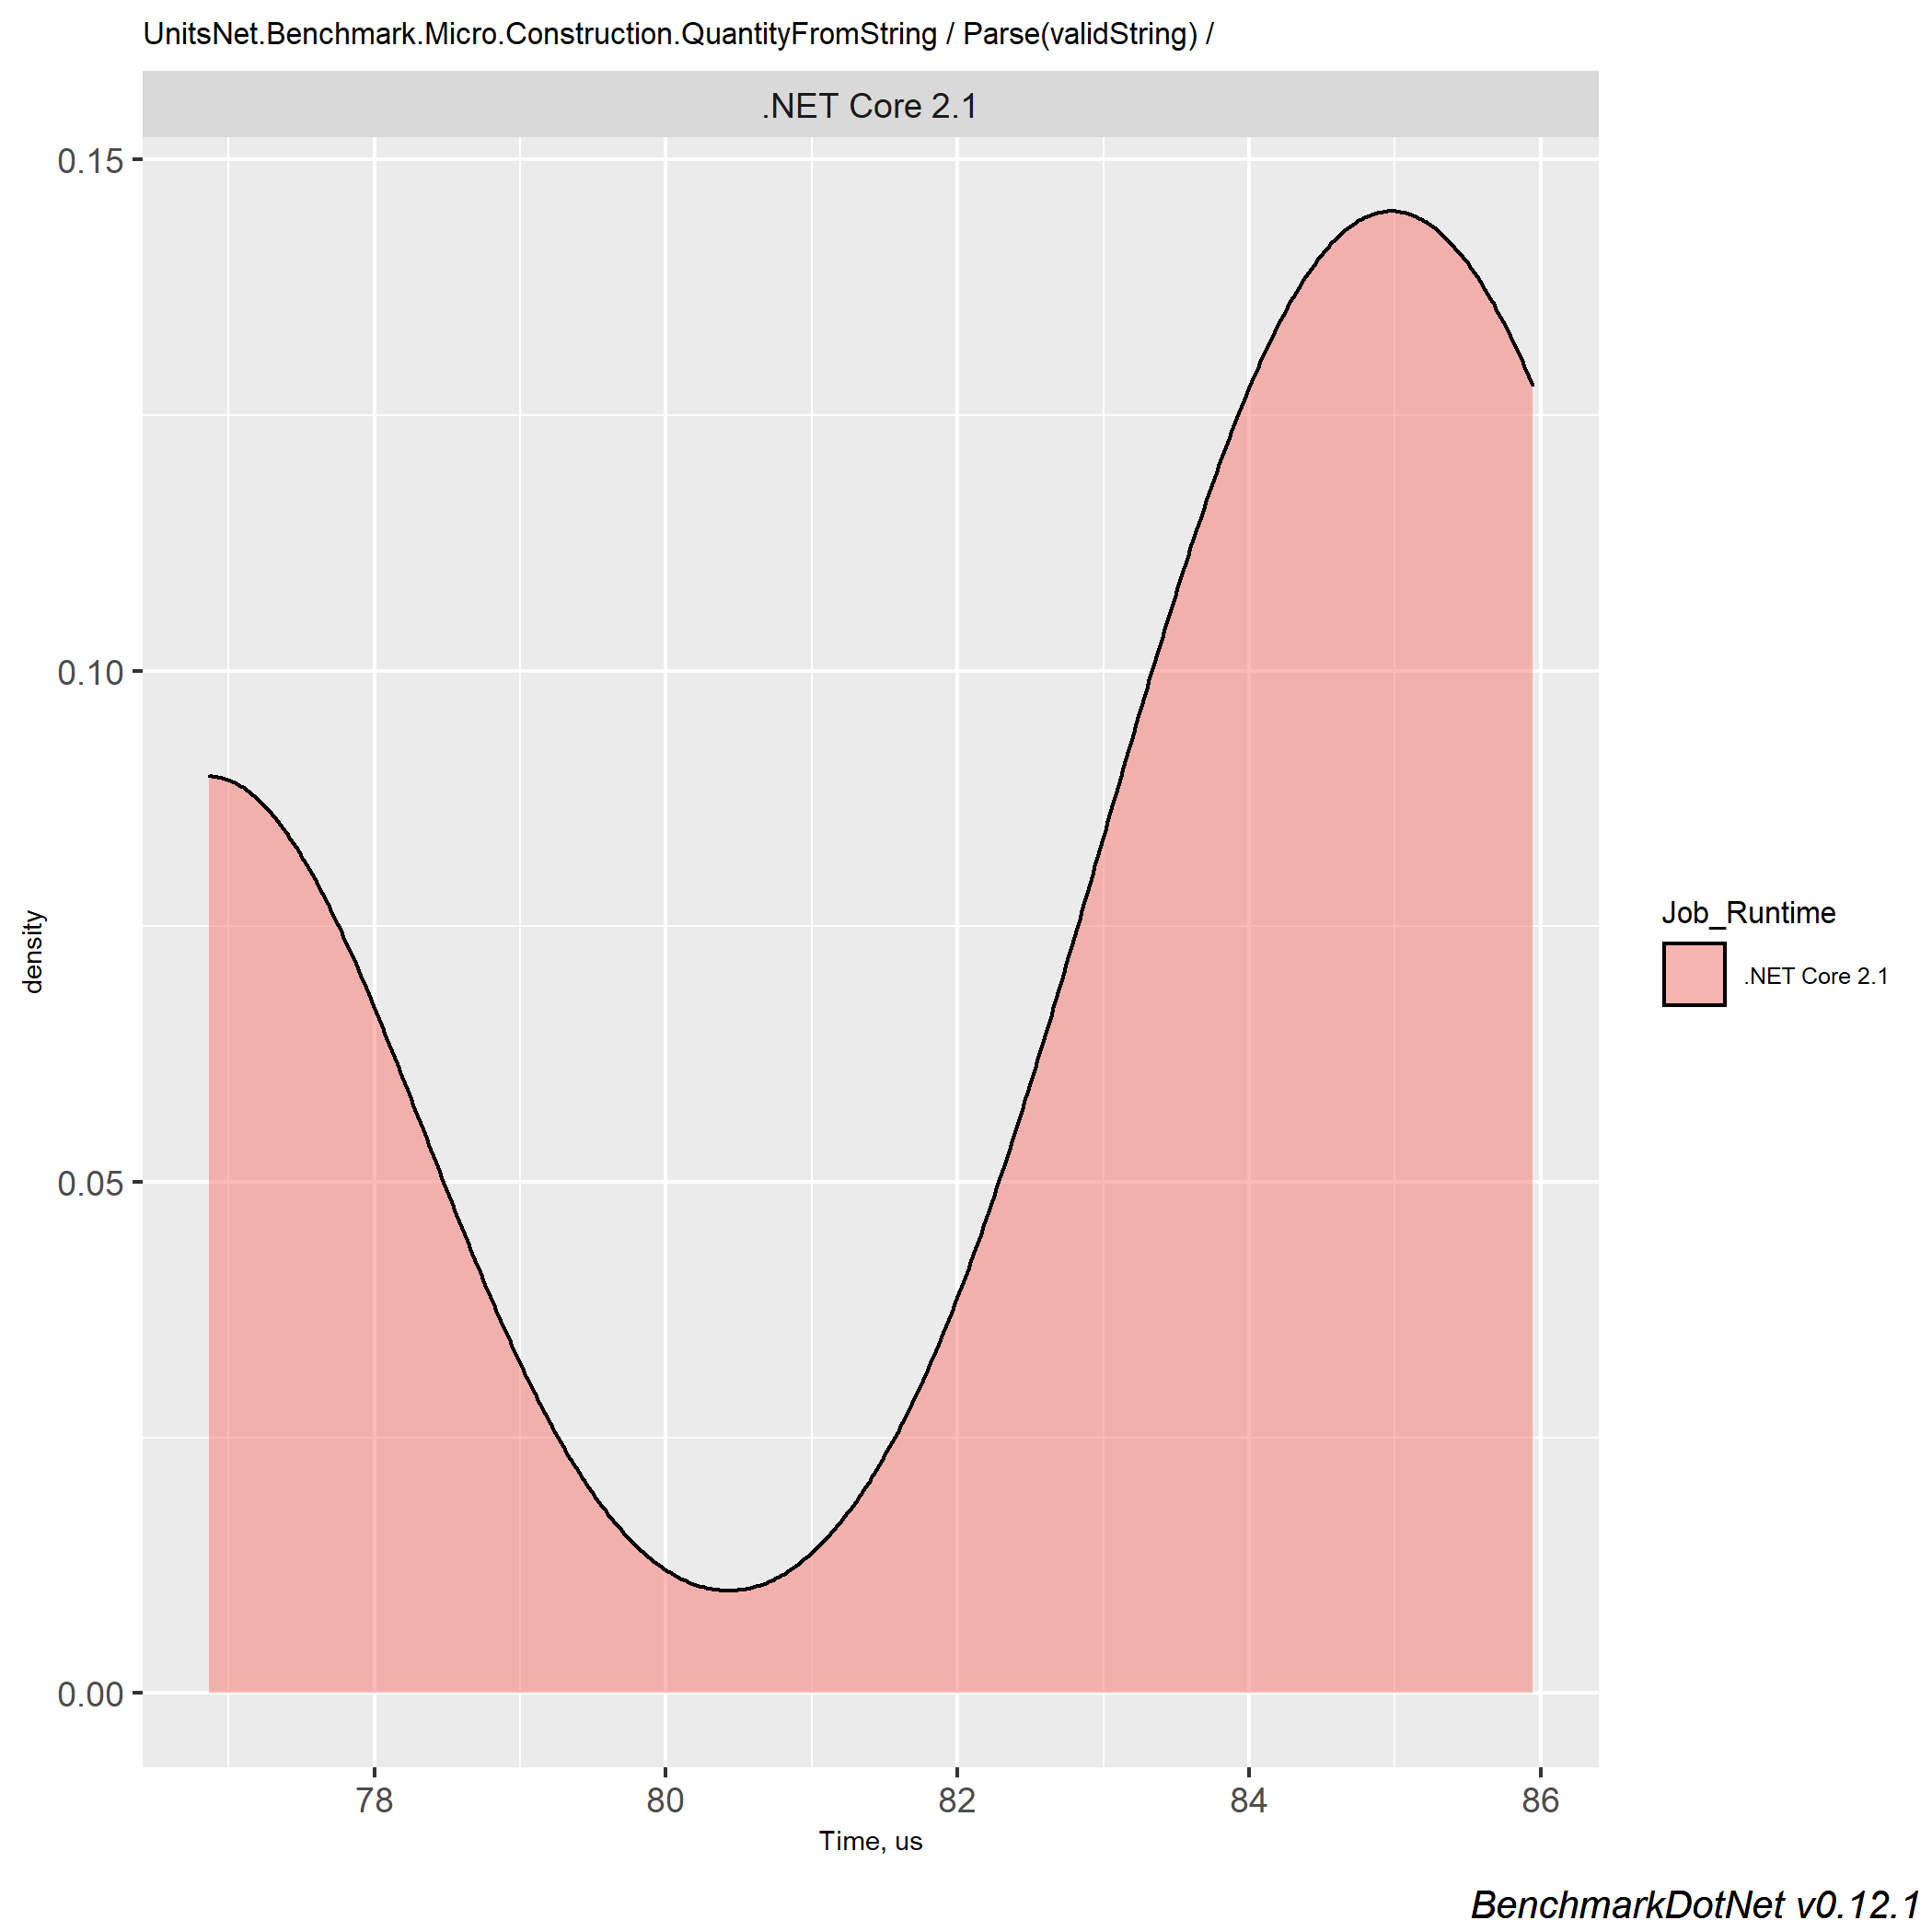 UnitsNet.Benchmark.Micro.Construction.QuantityFromString / Parse(validString) /
.NET Core 2.1
0.15
0.10
0.05
0.00
density
78 80 82 84 86
Time, us
Job_Runtime
.NET Core 2.1
BenchmarkDotNet v0.12.1